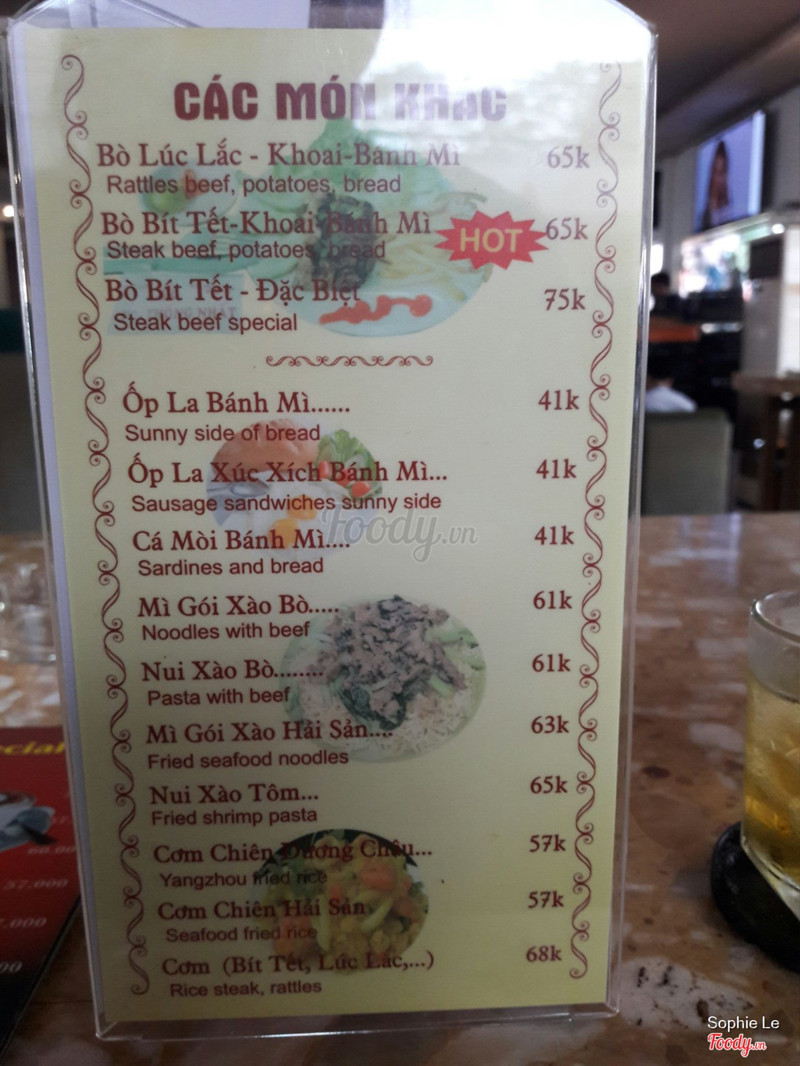 CÁC MÓN KHÁC
Bò Lúc Lắc - Khoai-Bánh Mì 65k
Rattles beef, potatoes, bread
Bò Bít Tết-Khoai-Bánh Mì HOT 65k
Steak beef, potatoes, bread
Bò Bít Tết - Đặc Biệt 75k
Steak beef special
Ốp La Bánh Mì...... 41k
Sunny side of bread
Ốp La Xúc Xích Bánh Mì... 41k
Sausage sandwiches sunny side
Foody.vn
Cá Mòi Bánh Mì.... 41k
Sardines and bread
Mì Gói Xào Bò..... 61k
Noodles with beef
Nui Xào Bò........ 61k
Pasta with beef
Mì Gói Xào Hải Sản.... 63k
Fried seafood noodles
Nui Xào Tôm... 65k
Fried shrimp pasta
Cơm Chiên Dương Châu... 57k
Yangzhou fried rice
Cơm Chiên Hải Sản 57k
Seafood fried rice
Cơm (Bít Tết, Lúc Lắc,...) 68k
Rice steak, rattles
57.000
Sophie Le
Foody.vn